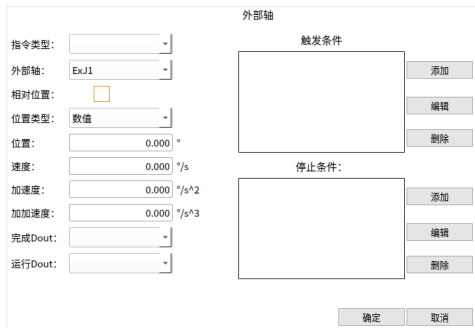 外部轴
指令类型：
外部轴： ExJ1
相对位置：
位置类型： 数值
位置： 0.000 °
速度： 0.000 °/s
加速度： 0.000 °/s^2
加加速度： 0.000 °/s^3
完成Dout：
运行Dout：
触发条件
添加
编辑
删除
停止条件：
添加
编辑
删除
确定 取消